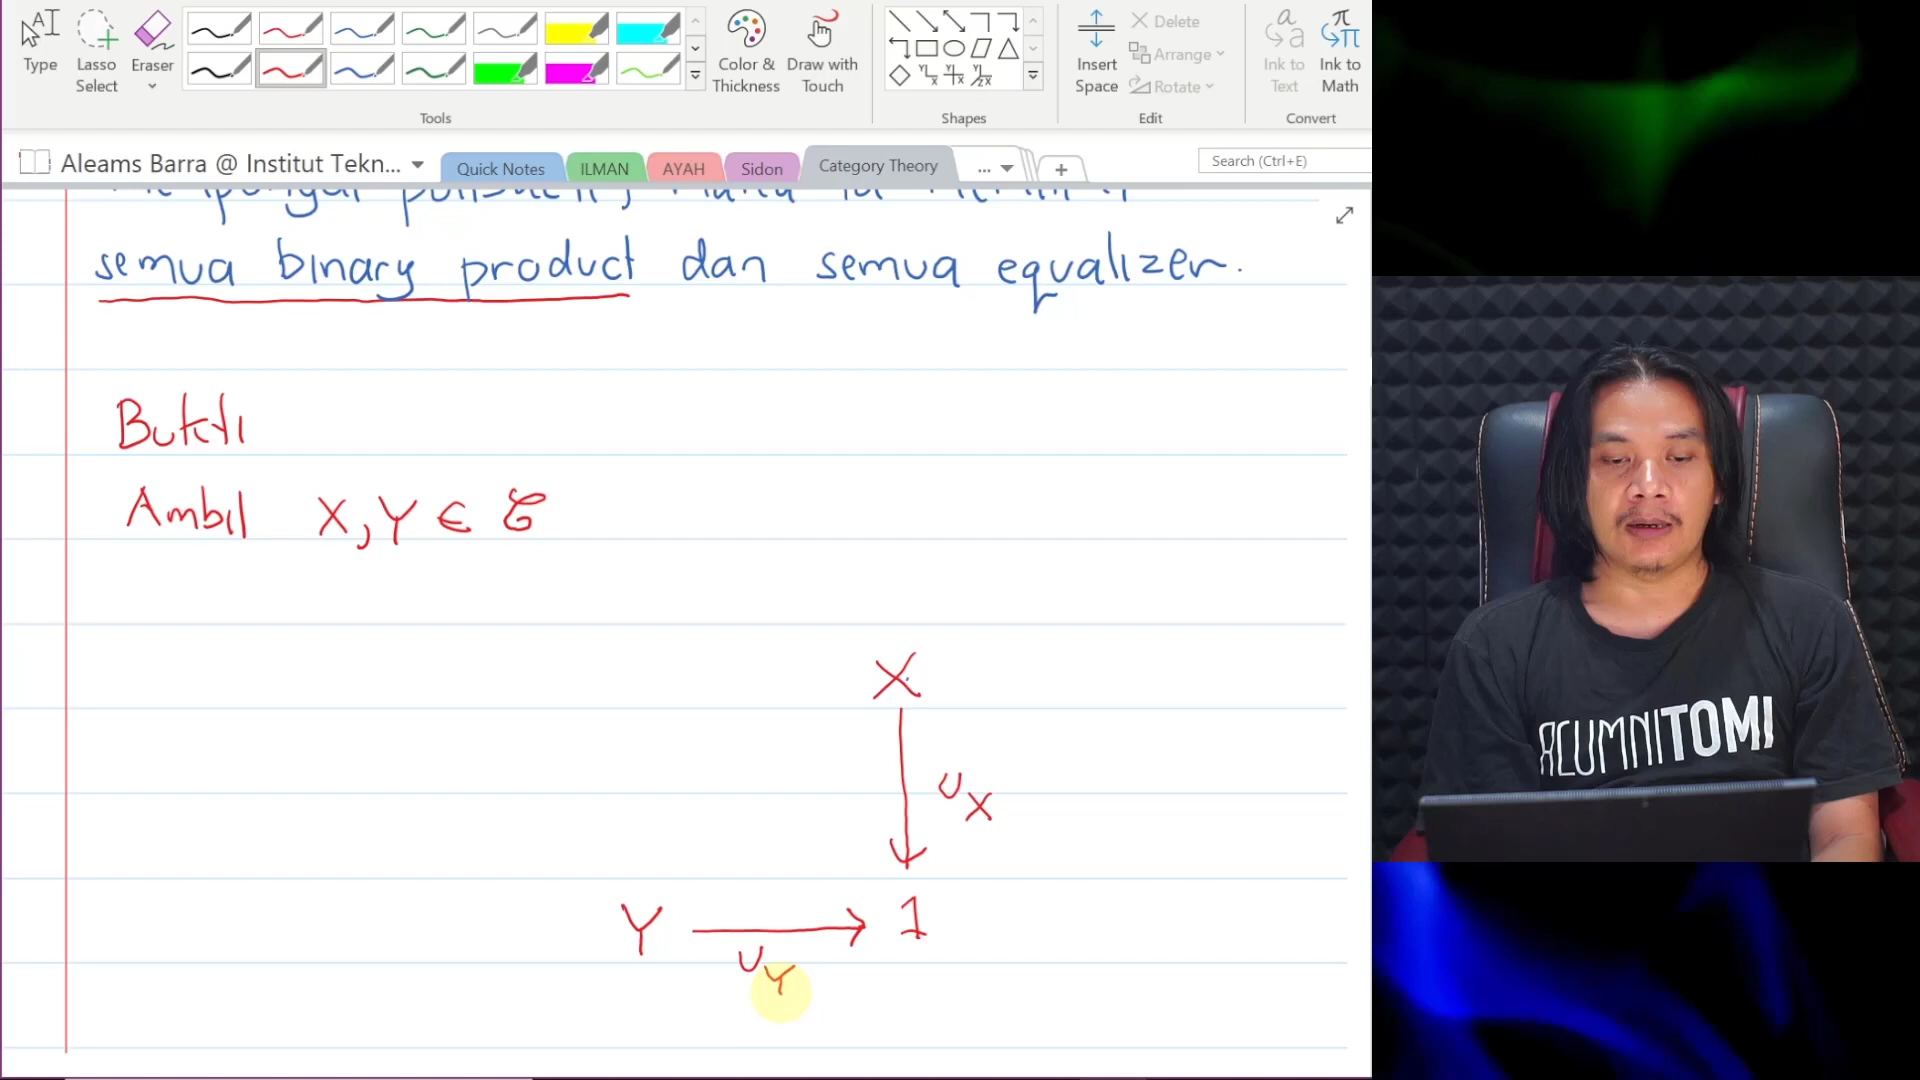 Type
Lasso Select
Eraser
Color & Thickness
Draw with Touch
Insert Space
Delete
Arrange
Rotate
Ink to Text
Ink to Math
Tools
Shapes
Edit
Convert
Aleams Barra @ Institut Tekn...
Quick Notes
ILMAN
AYAH
Sidon
Category Theory
...
+
Search (Ctrl+E)
semua binary product dan semua equalizer.
Bukti
Ambil X, Y ∈ 𝒞
X
U_X
Y
1
U_Y
ALUMNITOMI